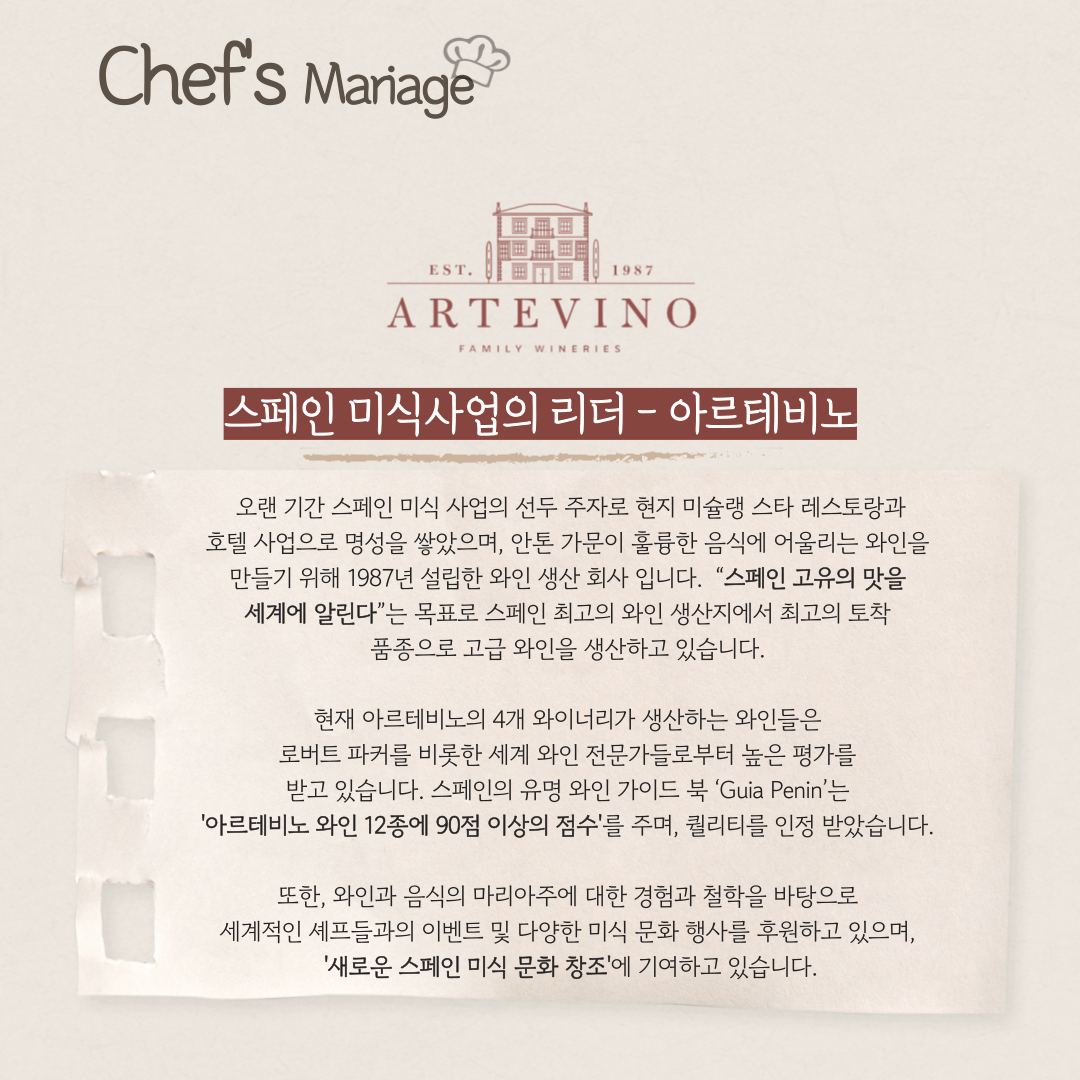 Chef's Mariage
EST. 1987
ARTEVINO
FAMILY WINERIES
스페인 미식사업의 리더 - 아르테비노
오랜 기간 스페인 미식 사업의 선두 주자로 현지 미슐랭 스타 레스토랑과
호텔 사업으로 명성을 쌓았으며, 안톤 가문이 훌륭한 음식에 어울리는 와인을
만들기 위해 1987년 설립한 와인 생산 회사 입니다. “스페인 고유의 맛을
세계에 알린다”는 목표로 스페인 최고의 와인 생산지에서 최고의 토착
품종으로 고급 와인을 생산하고 있습니다.
현재 아르테비노의 4개 와이너리가 생산하는 와인들은
로버트 파커를 비롯한 세계 와인 전문가들로부터 높은 평가를
받고 있습니다. 스페인의 유명 와인 가이드 북 ‘Guia Penin’는
'아르테비노 와인 12종에 90점 이상의 점수'를 주며, 퀄리티를 인정 받았습니다.
또한, 와인과 음식의 마리아주에 대한 경험과 철학을 바탕으로
세계적인 셰프들과의 이벤트 및 다양한 미식 문화 행사를 후원하고 있으며,
'새로운 스페인 미식 문화 창조'에 기여하고 있습니다.